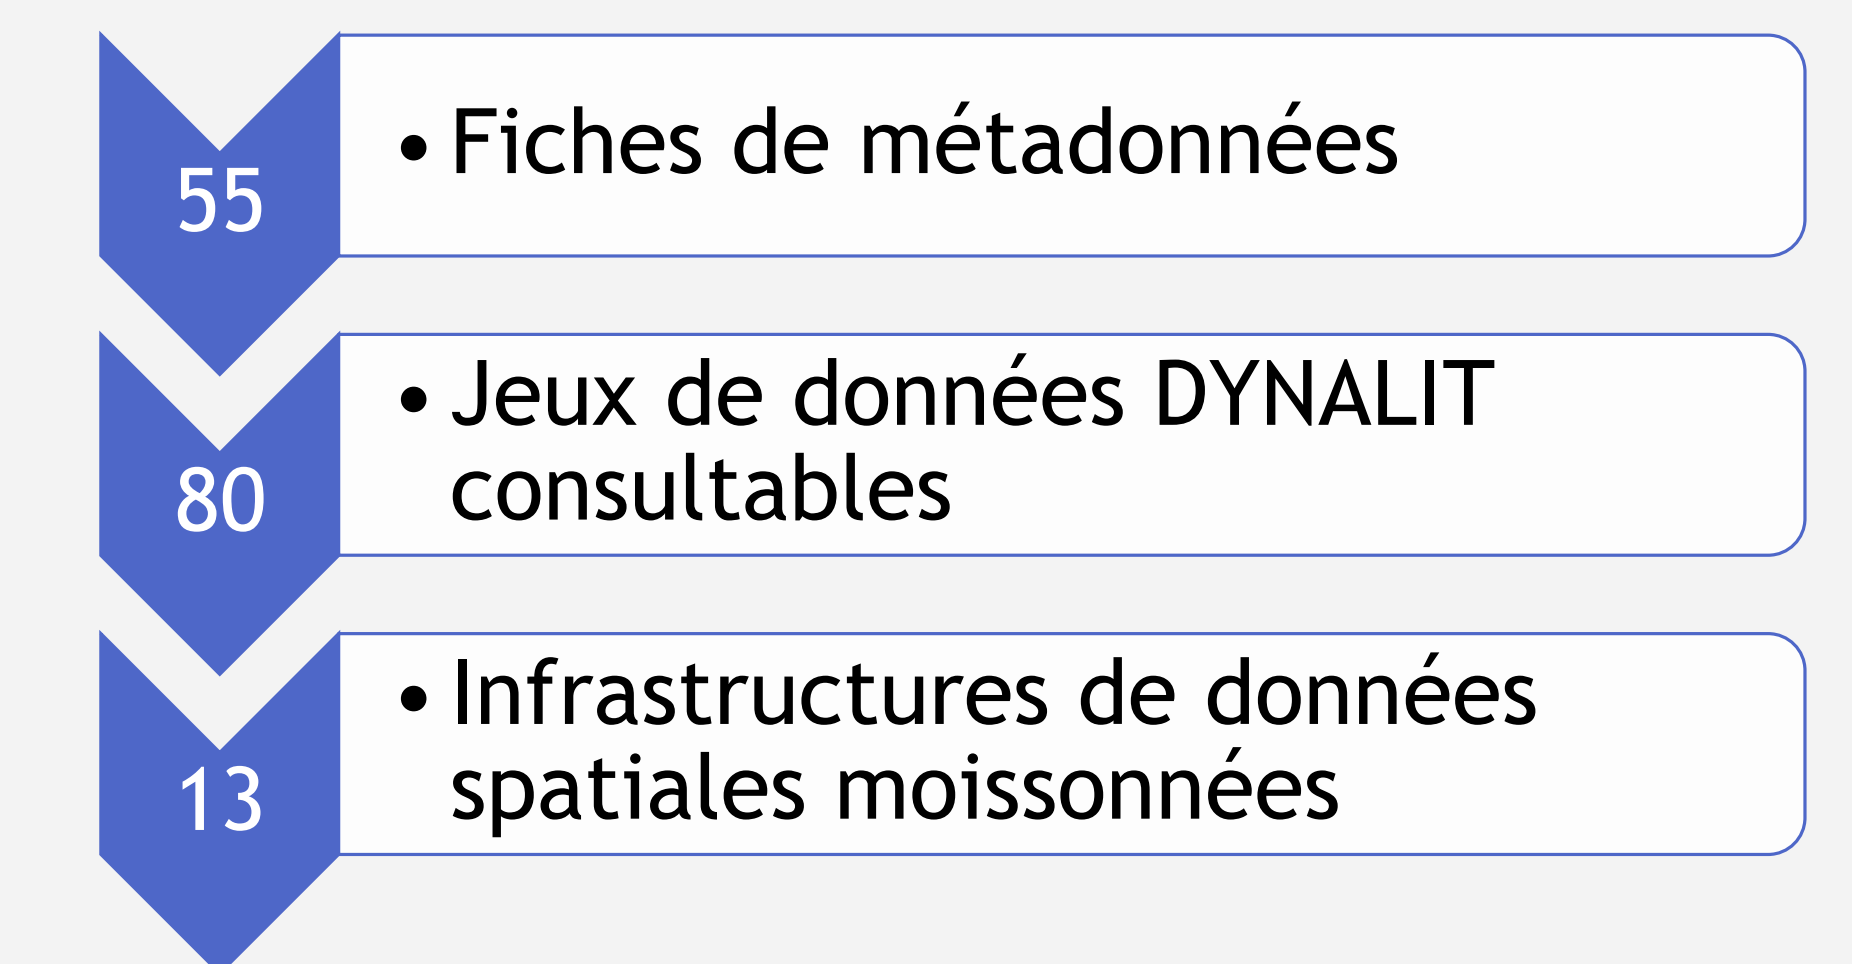 55
• Fiches de métadonnées
80
• Jeux de données DYNALIT
consultables
13
• Infrastructures de données
spatiales moissonnées